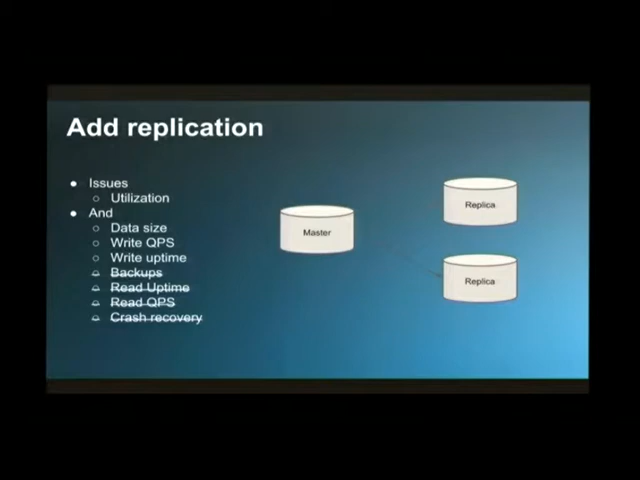 Add replication
Issues
Utilization
And
Data size
Write QPS
Write uptime
Backups
Read Uptime
Read QPS
Crash recovery
Master
Replica
Replica